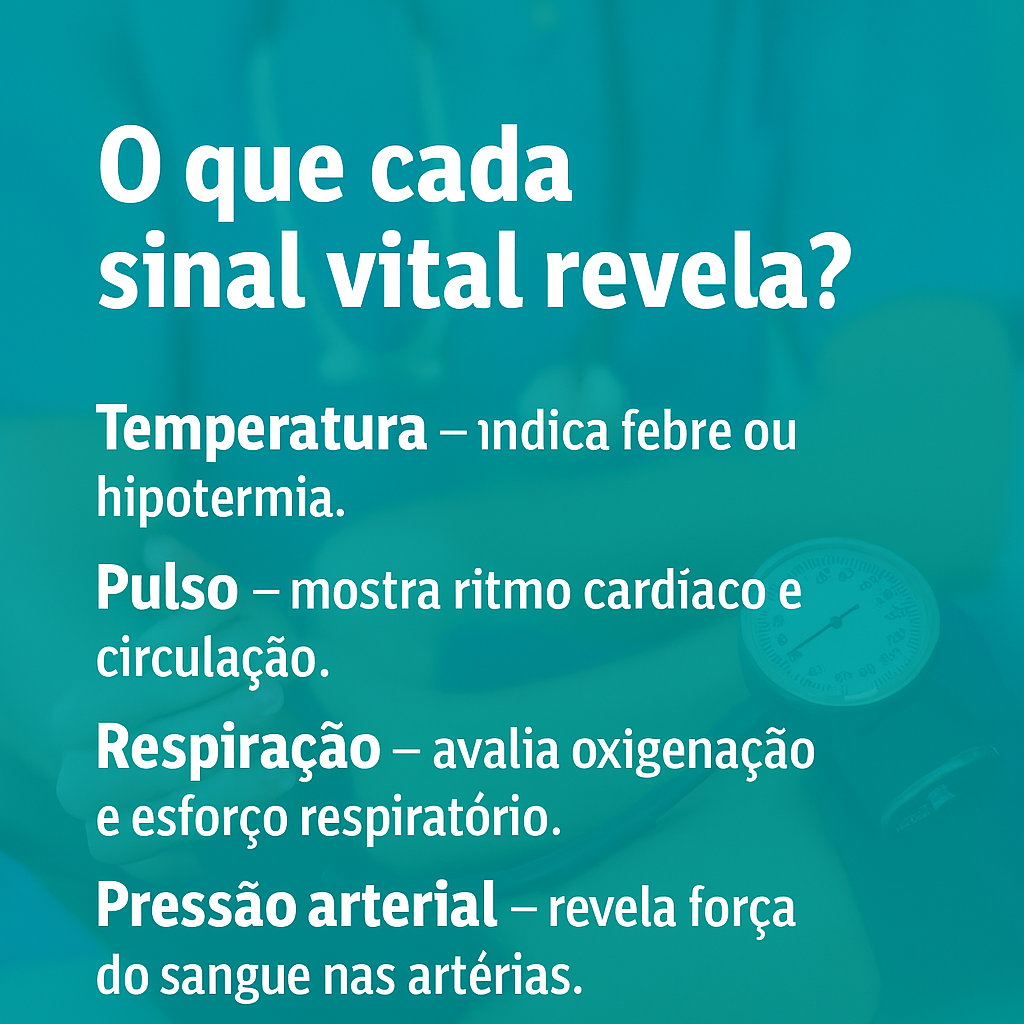 O que cada
sinal vital revela?
Temperatura – ındica febre ou
hipotermia.
Pulso – mostra ritmo cardíaco e
circulação.
Respiração – avalia oxigenação
e esforço respiratório.
Pressão arterial – revela força
do sangue nas artérias.